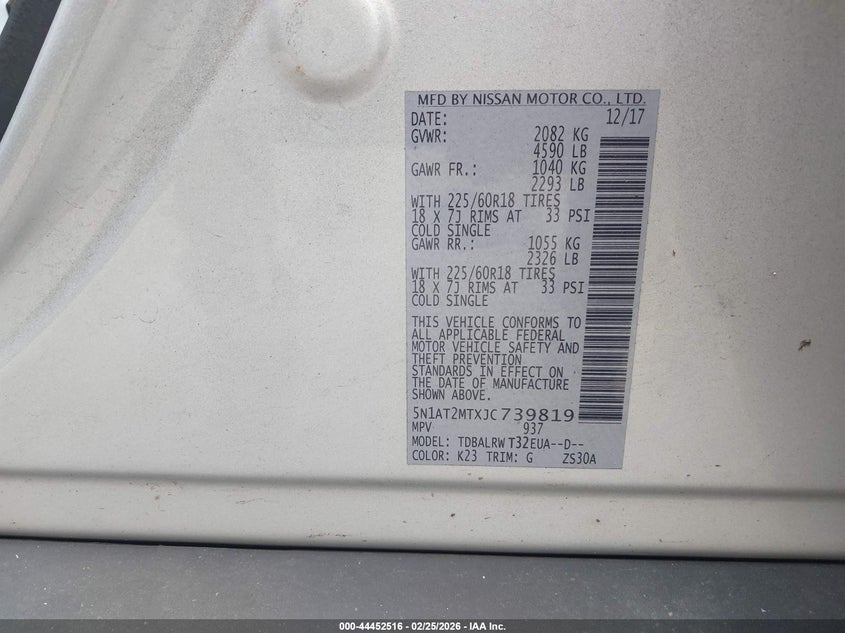 MFD BY NISSAN MOTOR CO., LTD.
DATE: 12/17
GVWR: 2082 KG
4590 LB
GAWR FR.: 1040 KG
2293 LB
WITH 225/60R18 TIRES
18 X 7J RIMS AT 33 PSI
COLD SINGLE
GAWR RR.: 1055 KG
2326 LB
WITH 225/60R18 TIRES
18 X 7J RIMS AT 33 PSI
COLD SINGLE
THIS VEHICLE CONFORMS TO
ALL APPLICABLE FEDERAL
MOTOR VEHICLE SAFETY AND
THEFT PREVENTION
STANDARDS IN EFFECT ON
THE DATE OF MANUFACTURE
SHOWN ABOVE.
5N1AT2MTXJC739819
MPV 937
MODEL: TDBALRW T32EUA--D--
COLOR: K23 TRIM: G ZS30A
000-44452516 - 02/25/2026 - IAA Inc.